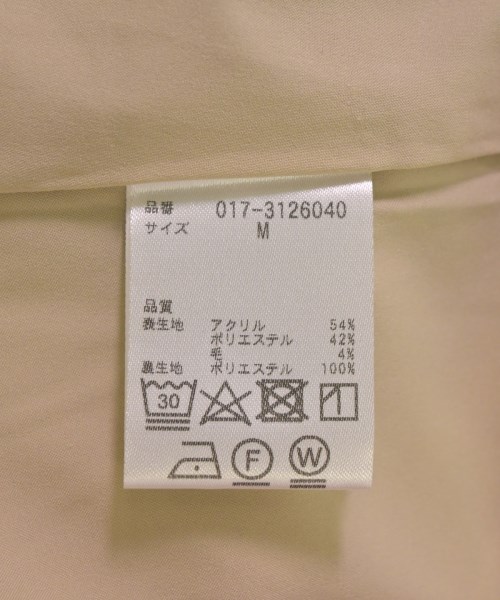 品番 017-3126040
サイズ M
品質
表生地 アクリル 54%
ポリエステル 42%
毛 4%
裏生地 ポリエステル 100%
30
F W